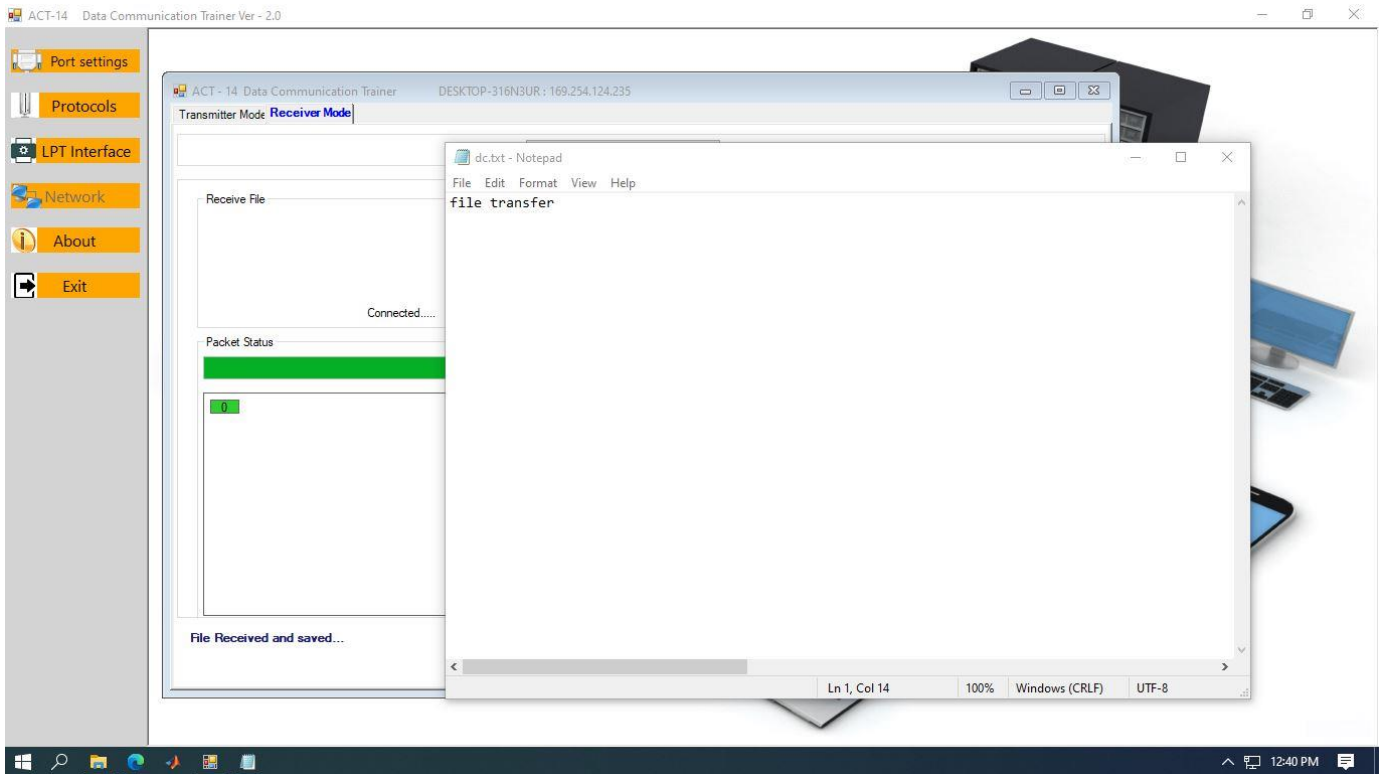 ACT-14 Data Communication Trainer Ver - 2.0
Port settings
Protocols
LPT Interface
Network
About
Exit
ACT - 14 Data Communication Trainer DESKTOP-316N3UR : 169.254.124.235
Transmitter Mode Receiver Mode
Receive File
Connected.....
Packet Status
0
File Received and saved...
dc.txt - Notepad
File Edit Format View Help
file transfer
Ln 1, Col 14 100% Windows (CRLF) UTF-8
12:40 PM